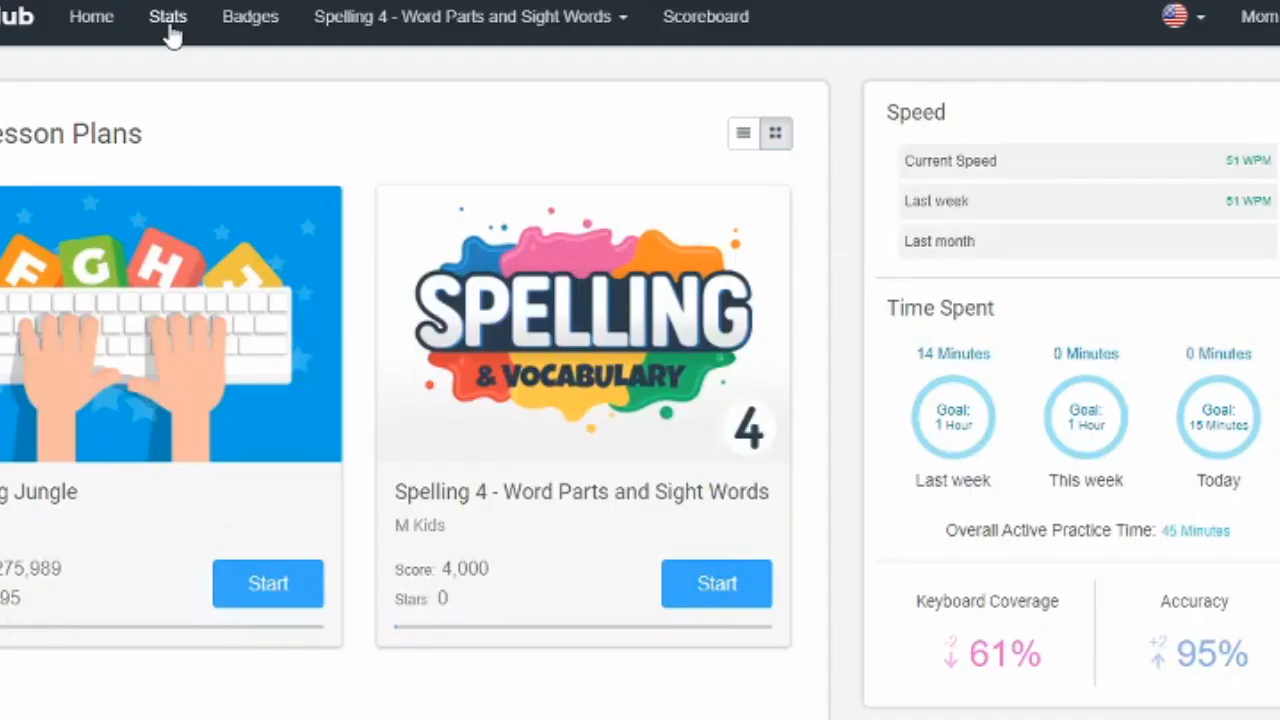 ub Home Stats Badges Spelling 4 - Word Parts and Sight Words Scoreboard Mom
esson Plans
F G H J
SPELLING
& VOCABULARY
4
g Jungle
275,989
95
Start
Spelling 4 - Word Parts and Sight Words
M Kids
Score: 4,000
Stars 0
Start
Speed
Current Speed 51 WPM
Last week 51 WPM
Last month
Time Spent
14 Minutes 0 Minutes 0 Minutes
Goal: Goal: Goal:
1 Hour 1 Hour 15 Minutes
Last week This week Today
Overall Active Practice Time: 45 Minutes
Keyboard Coverage Accuracy
-2 61% +2 95%